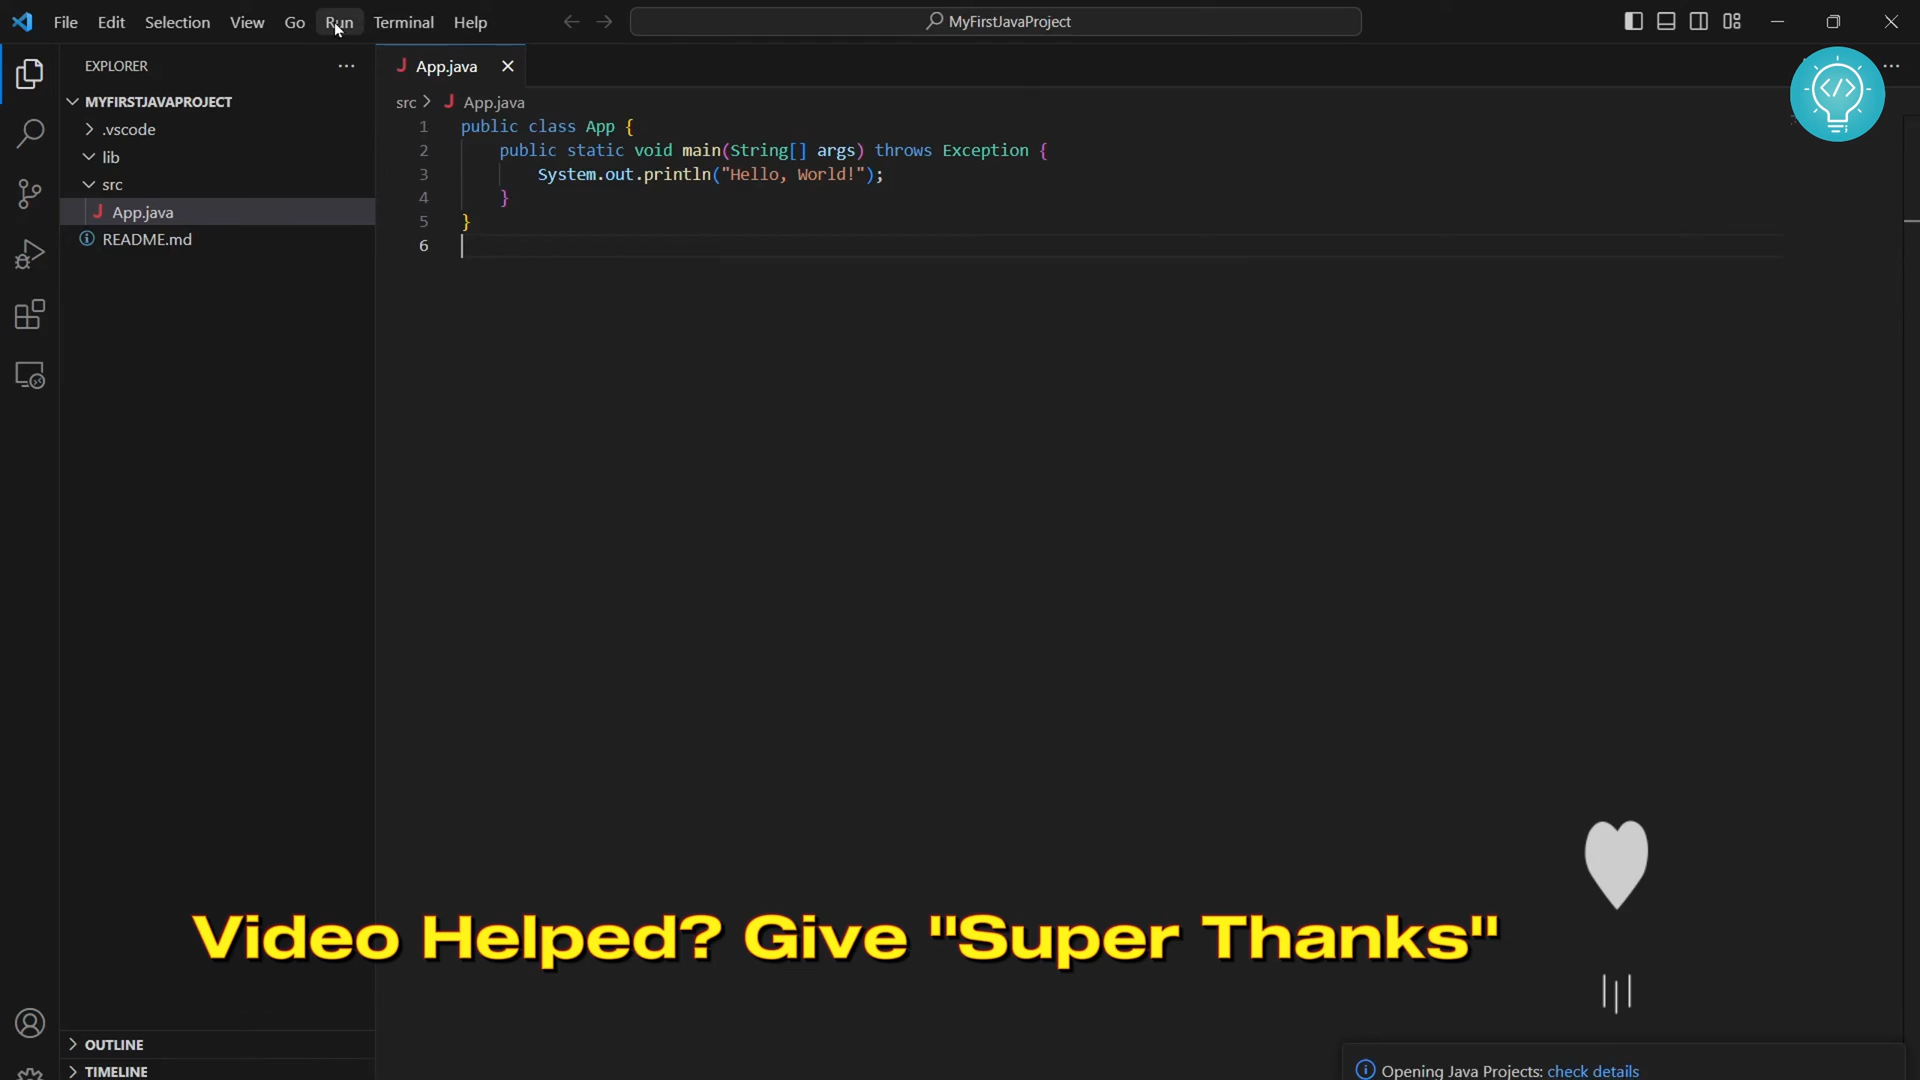 File Edit Selection View Go Run Terminal Help
MyFirstJavaProject
EXPLORER
MYFIRSTJAVAPROJECT
.vscode
lib
src
App.java
README.md
OUTLINE
TIMELINE
App.java
src > App.java
1 public class App {
2 public static void main(String[] args) throws Exception {
3 System.out.println("Hello, World!");
4 }
5 }
6
</>
Video Helped? Give "Super Thanks"
Opening Java Projects: check details